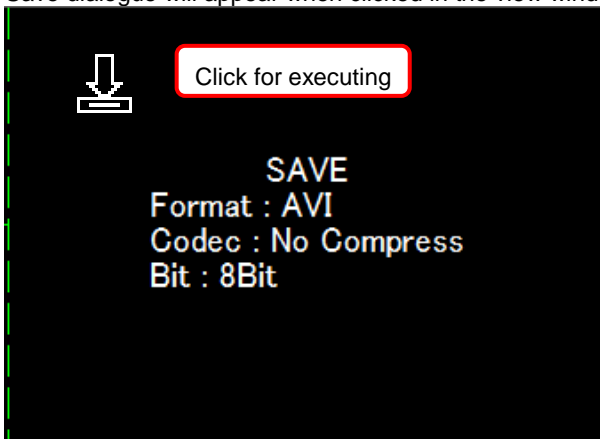 Save dialogue will appear when clicked in the view wind
Click for executing
SAVE
Format : AVI
Codec : No Compress
Bit : 8Bit